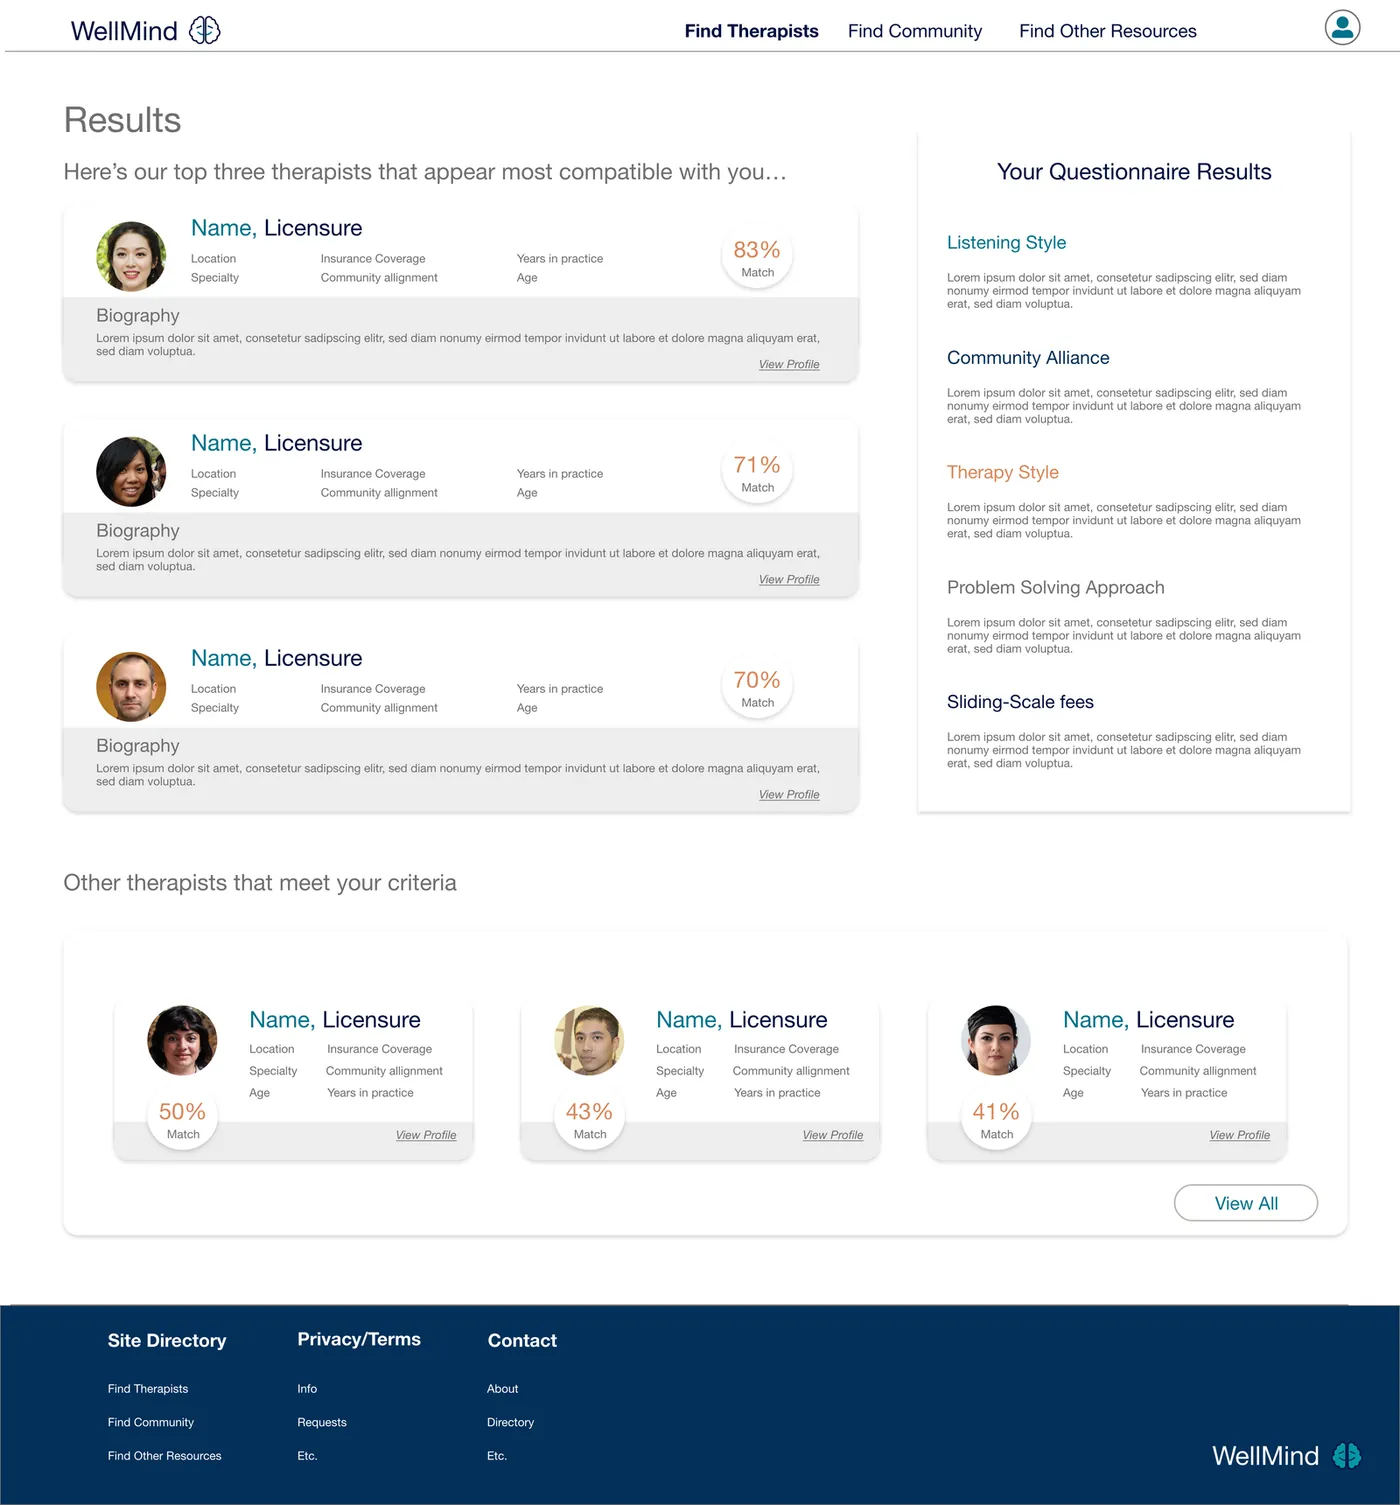 WellMind
Find Therapists
Find Community
Find Other Resources
Results
Here's our top three therapists that appear most compatible with you...
Name, Licensure
Location
Insurance Coverage
Years in practice
Specialty
Community allignment
Age
83%
Match
Biography
Lorem ipsum dolor sit amet, consetetur sadipscing elitr, sed diam nonumy eirmod tempor invidunt ut labore et dolore magna aliquyam erat,
sed diam voluptua.
View Profile
Name, Licensure
Location
Insurance Coverage
Years in practice
Specialty
Community allignment
Age
71%
Match
Biography
Lorem ipsum dolor sit amet, consetetur sadipscing elitr, sed diam nonumy eirmod tempor invidunt ut labore et dolore magna aliquyam erat,
sed diam voluptua.
View Profile
Name, Licensure
Location
Insurance Coverage
Years in practice
Specialty
Community allignment
Age
70%
Match
Biography
Lorem ipsum dolor sit amet, consetetur sadipscing elitr, sed diam nonumy eirmod tempor invidunt ut labore et dolore magna aliquyam erat,
sed diam voluptua.
View Profile
Your Questionnaire Results
Listening Style
Lorem ipsum dolor sit amet, consetetur sadipscing elitr, sed diam
nonumy eirmod tempor invidunt ut labore et dolore magna aliquyam
erat, sed diam voluptua.
Community Alliance
Lorem ipsum dolor sit amet, consetetur sadipscing elitr, sed diam
nonumy eirmod tempor invidunt ut labore et dolore magna aliquyam
erat, sed diam voluptua.
Therapy Style
Lorem ipsum dolor sit amet, consetetur sadipscing elitr, sed diam
nonumy eirmod tempor invidunt ut labore et dolore magna aliquyam
erat, sed diam voluptua.
Problem Solving Approach
Lorem ipsum dolor sit amet, consetetur sadipscing elitr, sed diam
nonumy eirmod tempor invidunt ut labore et dolore magna aliquyam
erat, sed diam voluptua.
Sliding-Scale fees
Lorem ipsum dolor sit amet, consetetur sadipscing elitr, sed diam
nonumy eirmod tempor invidunt ut labore et dolore magna aliquyam
erat, sed diam voluptua.
Other therapists that meet your criteria
Name, Licensure
Location
Insurance Coverage
Specialty
Community allignment
Age
Years in practice
50%
Match
View Profile
Name, Licensure
Location
Insurance Coverage
Specialty
Community allignment
Age
Years in practice
43%
Match
View Profile
Name, Licensure
Location
Insurance Coverage
Specialty
Community allignment
Age
Years in practice
41%
Match
View Profile
View All
Site Directory
Find Therapists
Find Community
Find Other Resources
Privacy/Terms
Info
Requests
Etc.
Contact
About
Directory
Etc.
WellMind